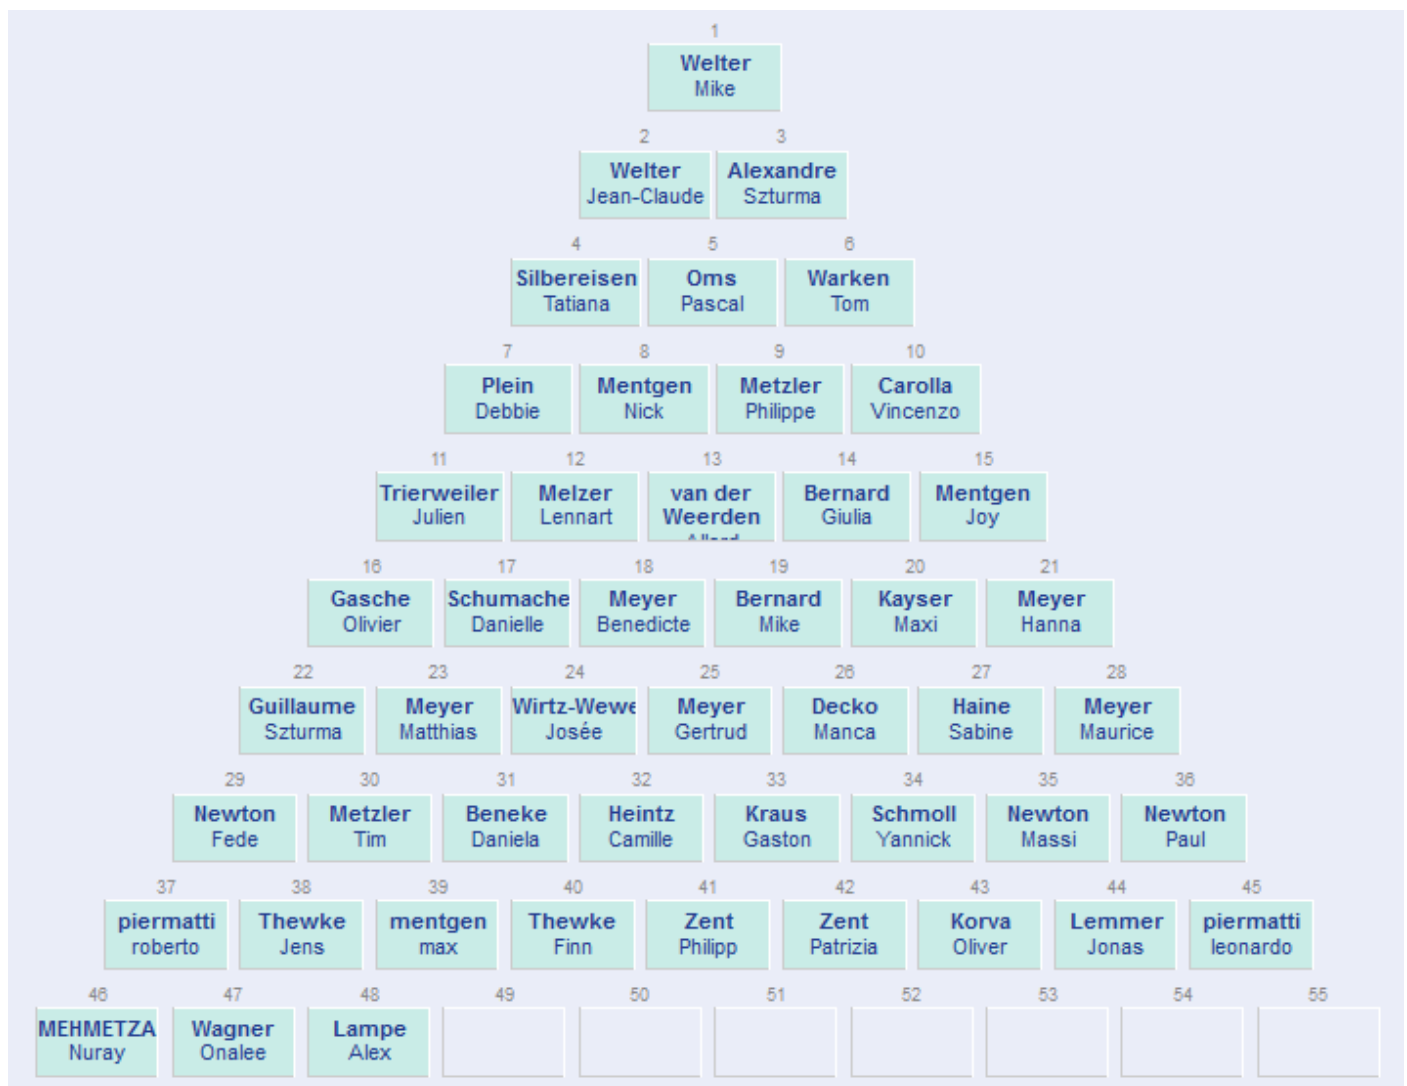 1
Welter
Mike
2 3
Welter Alexandre
Jean-Claude Szturma
4 5 6
Silbereisen Oms Warken
Tatiana Pascal Tom
7 8 9 10
Plein Mentgen Metzler Carolla
Debbie Nick Philippe Vincenzo
11 12 13 14 15
Trierweiler Melzer van der Bernard Mentgen
Julien Lennart Weerden Giulia Joy
16 17 18 19 20 21
Gasche Schumache Meyer Bernard Kayser Meyer
Olivier Danielle Benedicte Mike Maxi Hanna
22 23 24 25 26 27 28
Guillaume Meyer Wirtz-Wewe Meyer Decko Haine Meyer
Szturma Matthias Josée Gertrud Manca Sabine Maurice
29 30 31 32 33 34 35 36
Newton Metzler Beneke Heintz Kraus Schmoll Newton Newton
Fede Tim Daniela Camille Gaston Yannick Massi Paul
37 38 39 40 41 42 43 44 45
piermatti Thewke mentgen Thewke Zent Zent Korva Lemmer piermatti
roberto Jens max Finn Philipp Patrizia Oliver Jonas leonardo
46 47 48 49 50 51 52 53 54 55
MEHMETZA Wagner Lampe
Nuray Onalee Alex